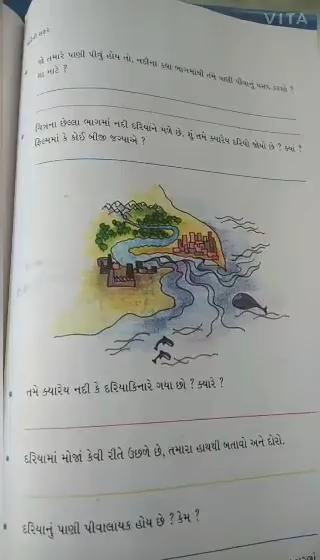 VITA
જો તમારે પાણી પીવું હોય તો, નદીના કયા ભાગમાંથી તમે પાણી પીવાનું પસંદ કરશો ?
શા માટે ?
ચિત્રના છેલ્લા ભાગમાં નદી દરિયાને મળે છે. શું તમે ક્યારેય દરિયો જોયો છે ? ક્યાં ?
ફિલ્મમાં કે કોઈ બીજી જગ્યાએ ?
તમે ક્યારેય નદી કે દરિયાકિનારે ગયા છો ? ક્યારે ?
દરિયામાં મોજાં કેવી રીતે ઉછળે છે, તમારા હાથથી બતાવો અને દોરો.
દરિયાનું પાણી પીવાલાયક હોય છે ? કેમ ?